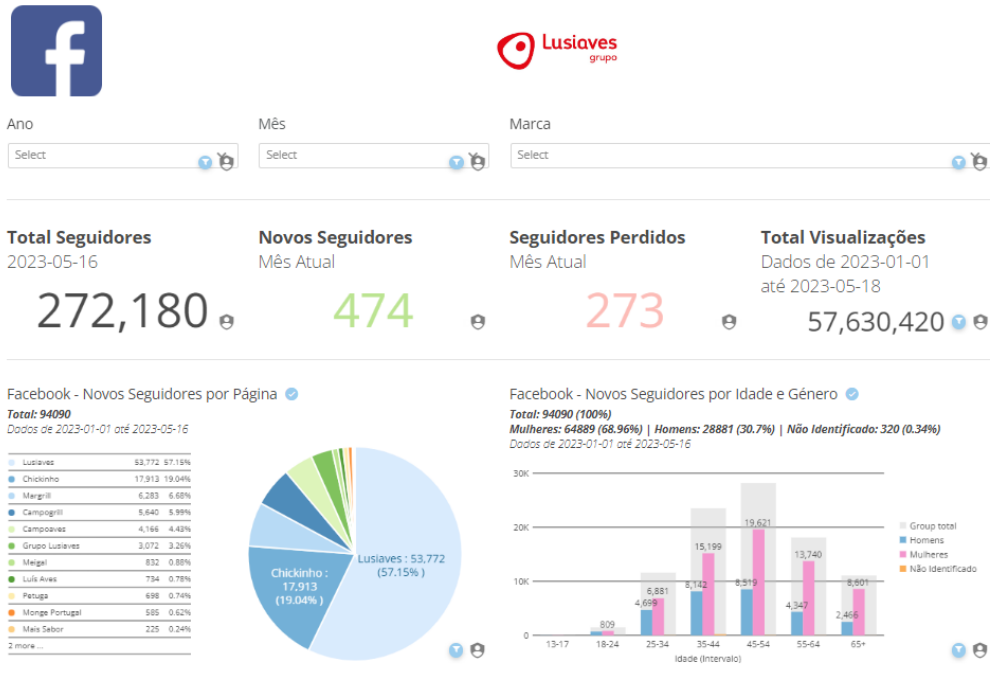 Lusiaves
grupo
Ano
Mês
Marca
Select
Select
Select
Total Seguidores
2023-05-16
272,180
Novos Seguidores
Mês Atual
474
Seguidores Perdidos
Mês Atual
273
Total Visualizações
Dados de 2023-01-01
até 2023-05-18
57,630,420
Facebook - Novos Seguidores por Página
Total: 94090
Dados de 2023-01-01 até 2023-05-16
Lusiaves 53,772 57.15%
Chickinho 17,913 19.04%
Margrill 6,283 6.68%
Campogrill 5,640 5.99%
Campoaves 4,166 4.43%
Grupo Lusiaves 3,072 3.26%
Meigal 832 0.88%
Luís Aves 734 0.78%
Petuga 698 0.74%
Monge Portugal 585 0.62%
Mais Sabor 225 0.24%
2 more ...
Lusiaves : 53,772
(57.15% )
Chickinho :
17,913
(19.04% )
Facebook - Novos Seguidores por Idade e Género
Total: 94090 (100%)
Mulheres: 64889 (68.96%) | Homens: 28881 (30.7%) | Não Identificado: 320 (0.34%)
Dados de 2023-01-01 até 2023-05-16
30K
20K
10K
0
809
4,699
6,881
8,142
15,199
8,519
19,621
4,347
13,740
2,466
8,601
13-17
18-24
25-34
35-44
45-54
55-64
65+
Idade (Intervalo)
Group total
Homens
Mulheres
Não Identificado